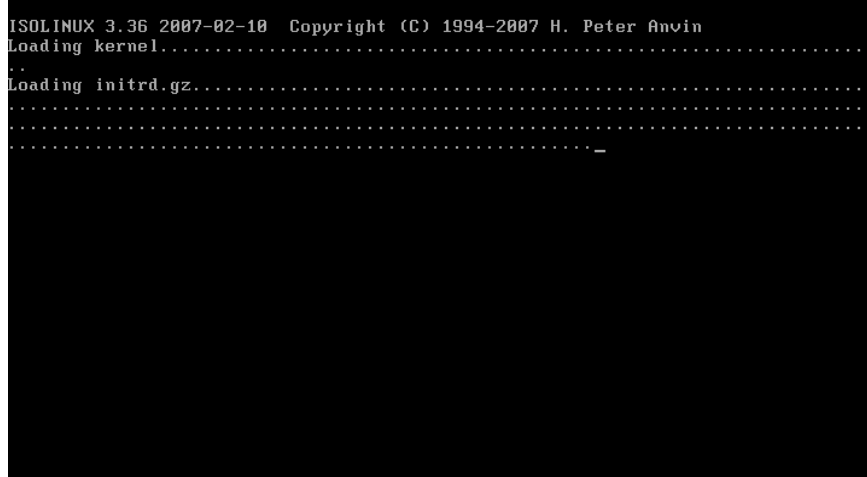 ISOLINUX 3.36 2007-02-10  Copyright (C) 1994-2007 H. Peter Anvin
Loading kernel..................................................................
..
Loading initrd.gz...............................................................
................................................................................
................................................................................
.......................................................